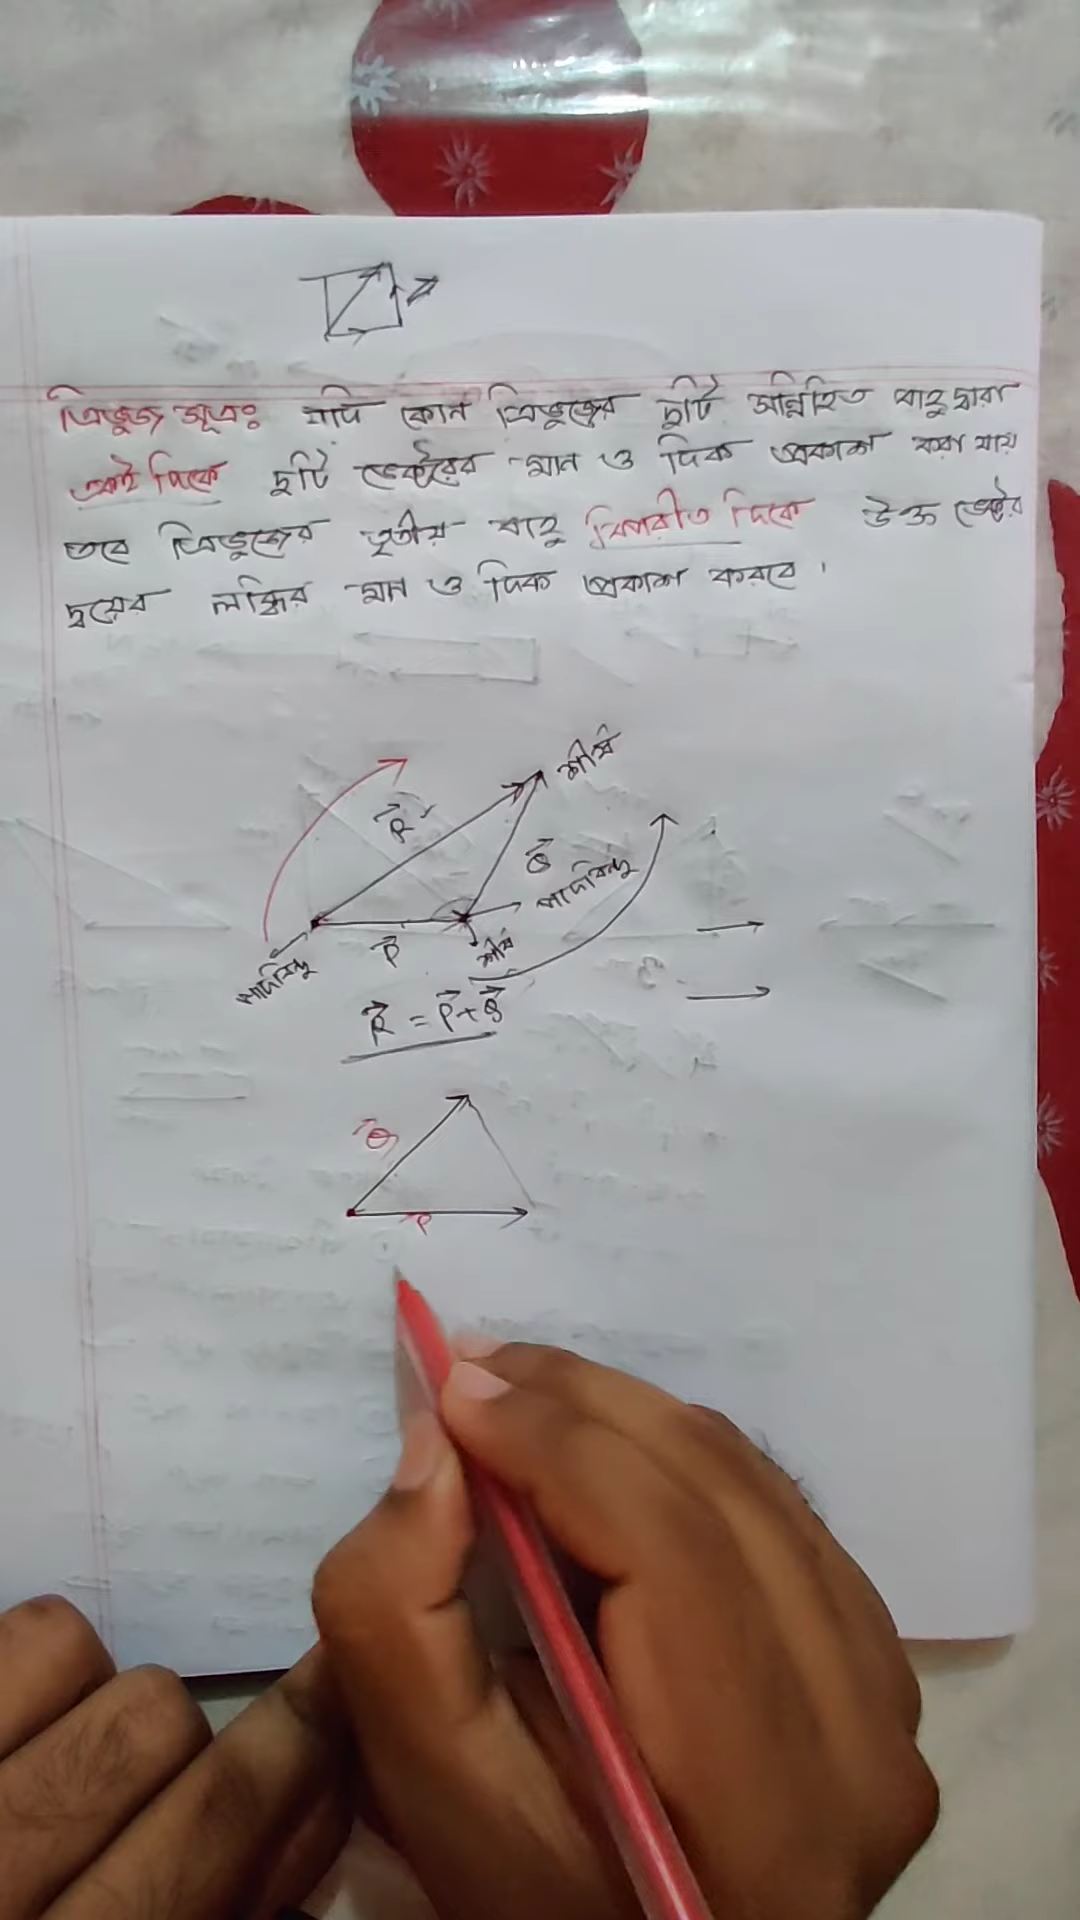 ত্রিভুজ সূত্রঃ যদি কোন ত্রিভুজের দুটি সন্নিহিত বাহু দ্বারা
একই দিকে দুটি ভেক্টরের মান ও দিক প্রকাশ করা যায়
তবে ত্রিভুজের তৃতীয় বাহু বিপরীত দিকে উক্ত ভেক্টর
দ্বয়ের লব্ধির মান ও দিক প্রকাশ করবে।
শীর্ষ
R⃗
Q⃗
পাদবিন্দু
P⃗
শীর্ষ
পাদবিন্দু
R⃗ = P⃗ + Q⃗
Q⃗
P⃗